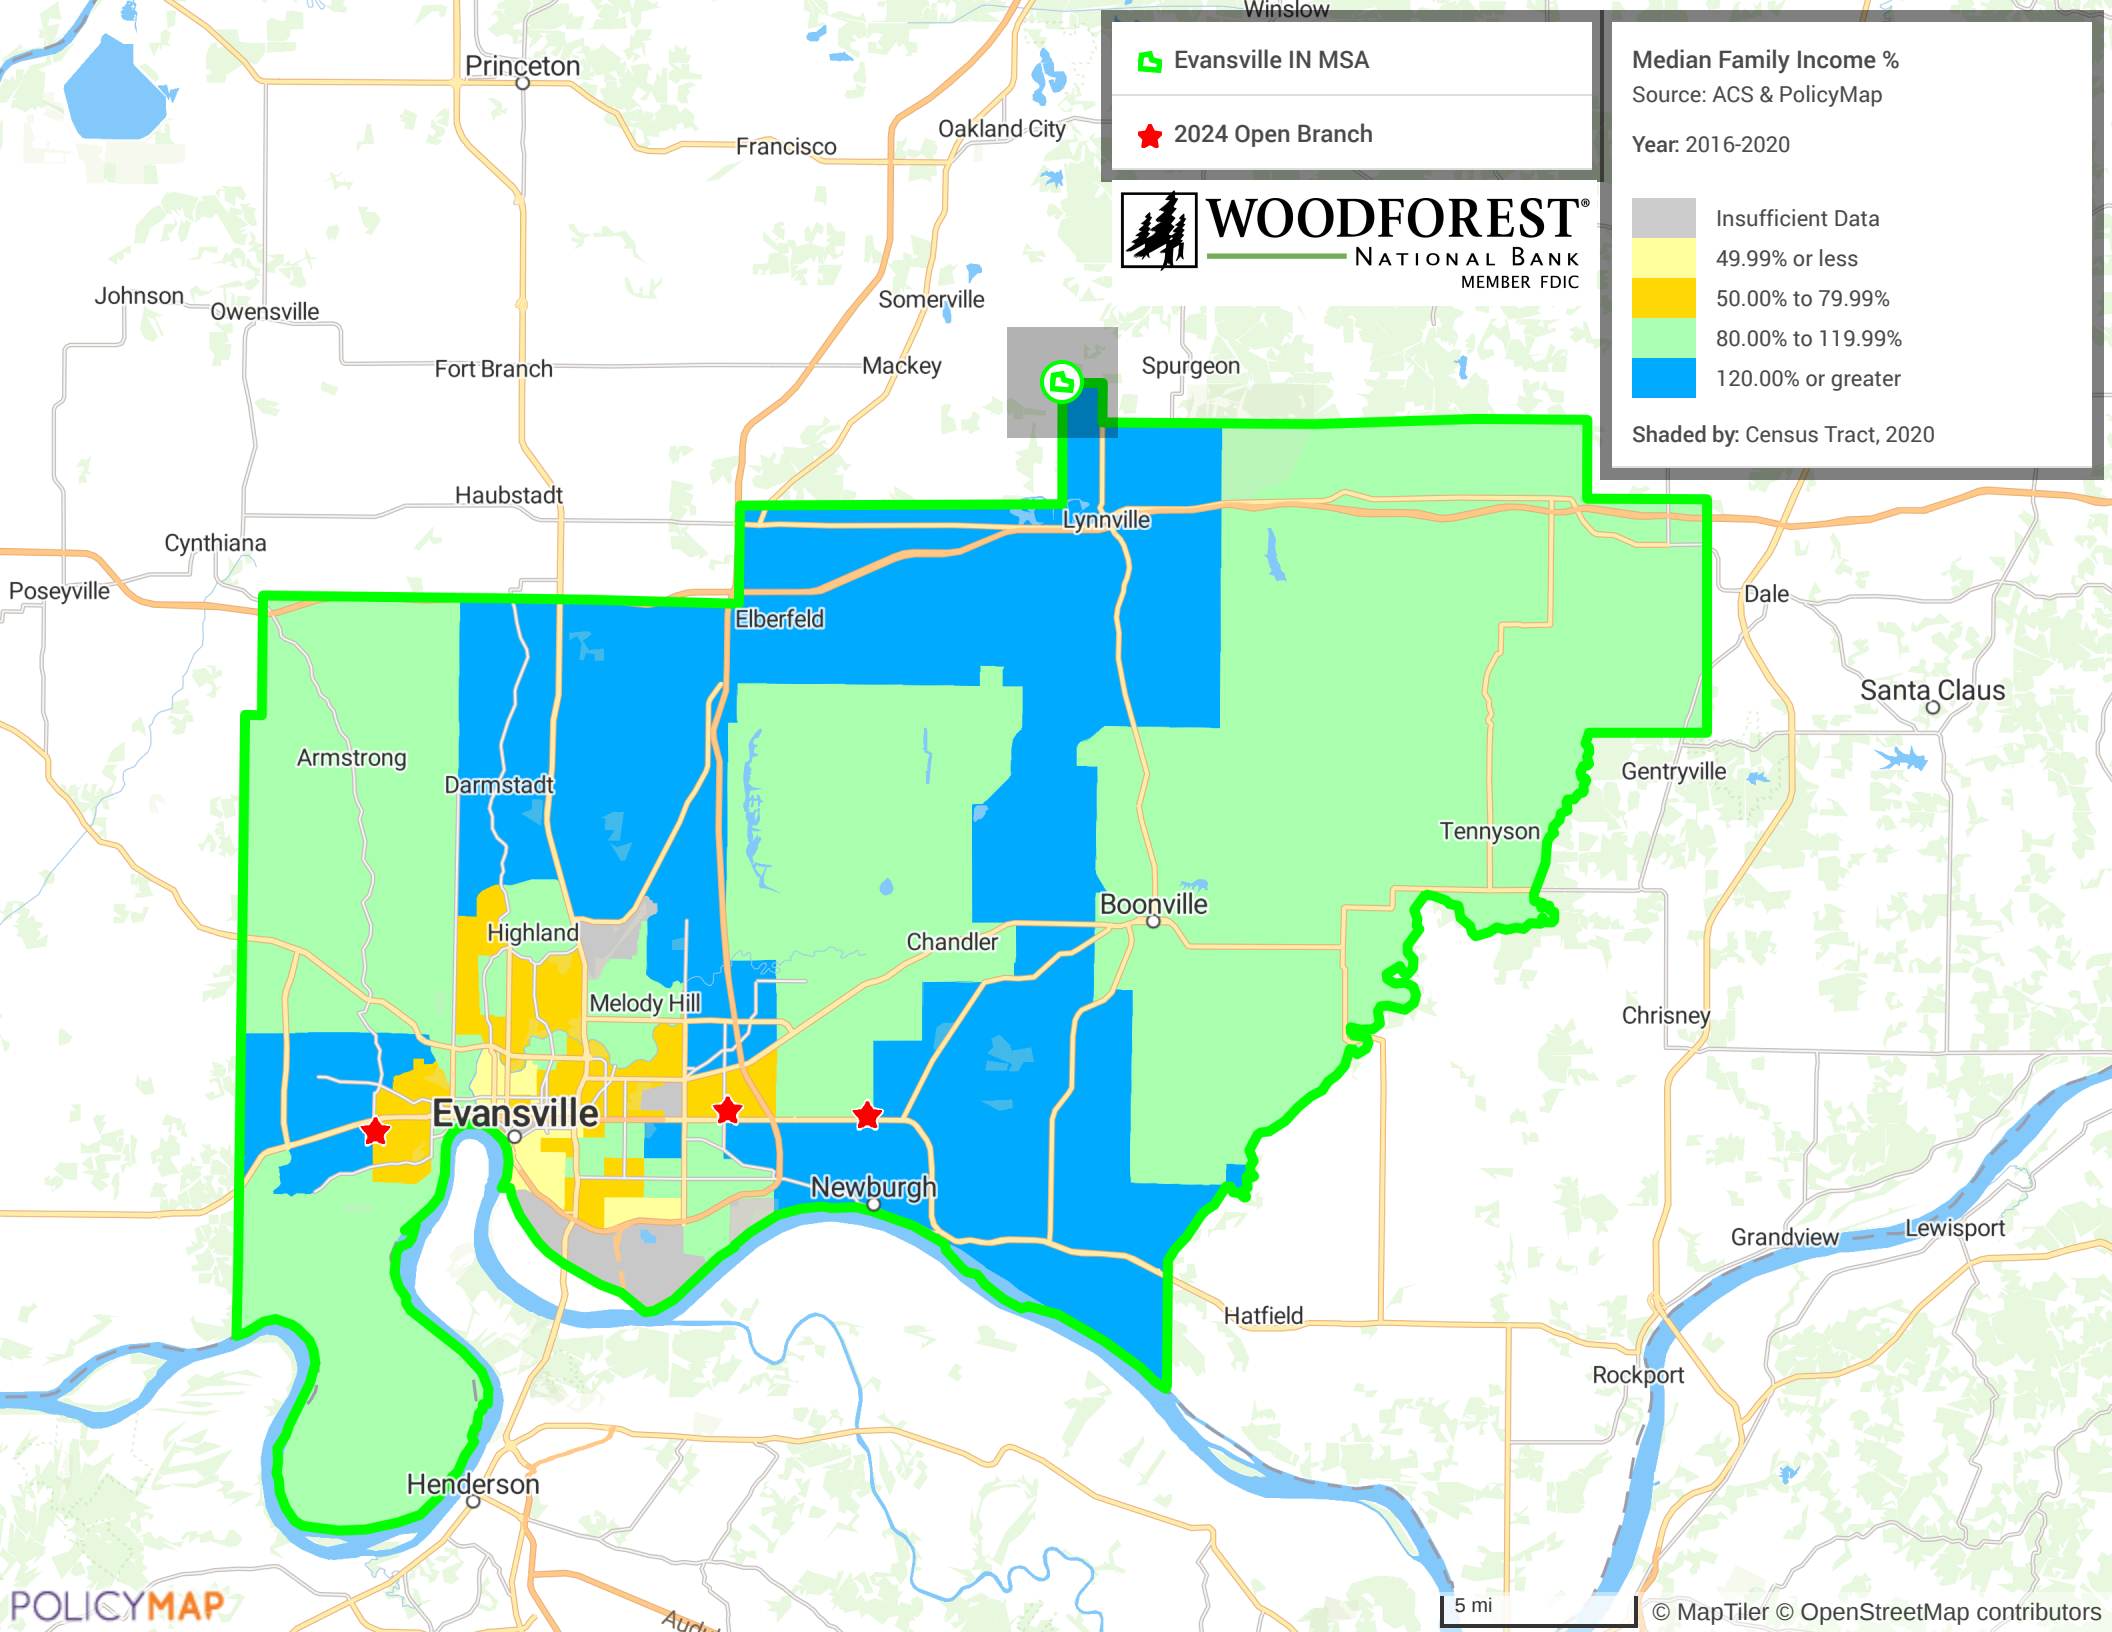 Winslow
Evansville IN MSA
2024 Open Branch
WOODFOREST®
NATIONAL BANK
MEMBER FDIC
Median Family Income %
Source: ACS & PolicyMap
Year: 2016-2020
Insufficient Data
49.99% or less
50.00% to 79.99%
80.00% to 119.99%
120.00% or greater
Shaded by: Census Tract, 2020
Princeton
Oakland City
Francisco
Johnson
Owensville
Somerville
Fort Branch
Mackey
Spurgeon
Haubstadt
Lynnville
Cynthiana
Poseyville
Elberfeld
Dale
Santa Claus
Armstrong
Darmstadt
Gentryville
Tennyson
Boonville
Highland
Chandler
Melody Hill
Chrisney
Evansville
Newburgh
Grandview
Lewisport
Hatfield
Rockport
Henderson
POLICYMAP
5 mi
© MapTiler © OpenStreetMap contributors